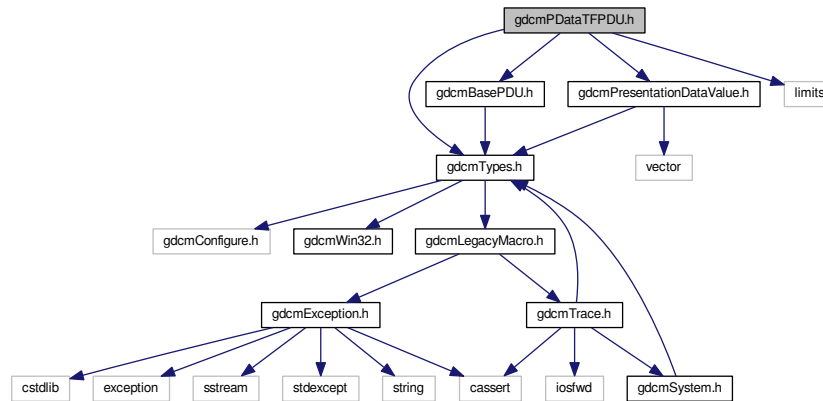 gdcmPDataTFPDU.h
gdcmBasePDU.h
gdcmPresentationDataValue.h
limits
gdcmTypes.h
vector
gdcmConfigure.h
gdcmWin32.h
gdcmLegacyMacro.h
gdcmException.h
gdcmTrace.h
cstdlib
exception
sstream
stdexcept
string
cassert
iosfwd
gdcmSystem.h